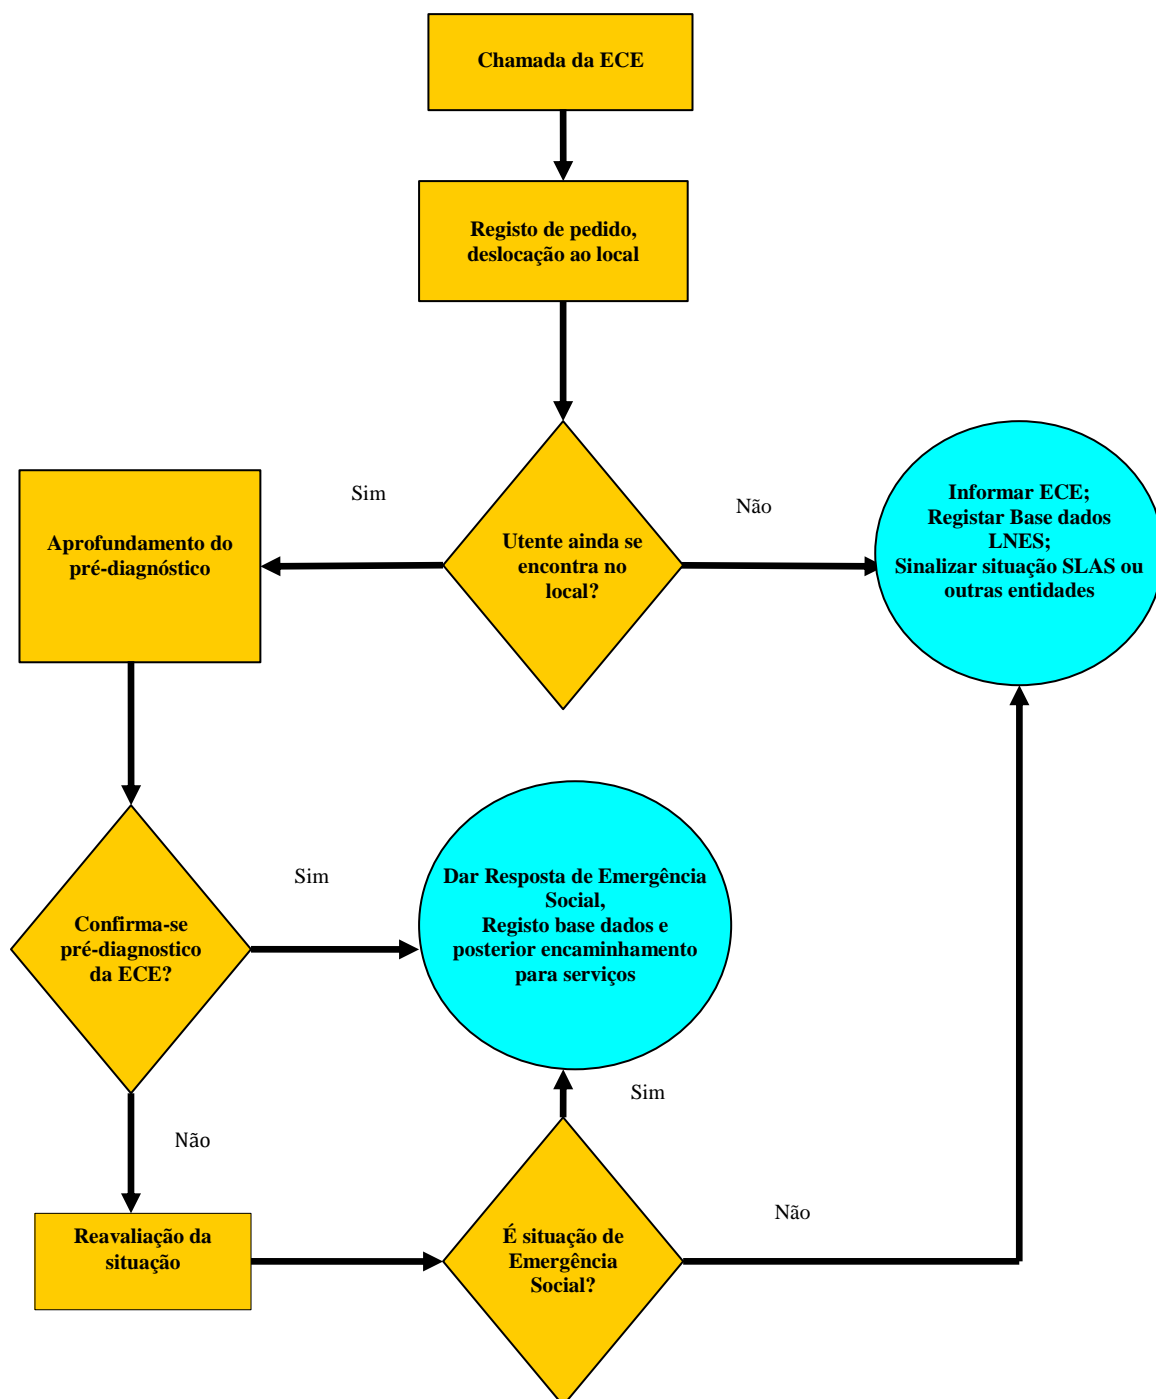 Chamada da ECE
Registo de pedido,
deslocação ao local
Sim
Não
Informar ECE;
Registar Base dados
LNES;
Sinalizar situação SLAS ou
outras entidades
Aprofundamento do
pré-diagnóstico
Utente ainda se
encontra no
local?
Sim
Dar Resposta de Emergência
Social,
Registo base dados e
posterior encaminhamento
para serviços
Confirma-se
pré-diagnostico
da ECE?
Sim
Não
Não
Reavaliação da
situação
É situação de
Emergência
Social?